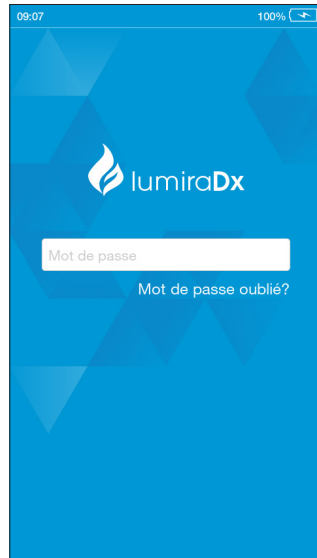 09:07 100%
lumiraDx
Mot de passe
Mot de passe oublié?